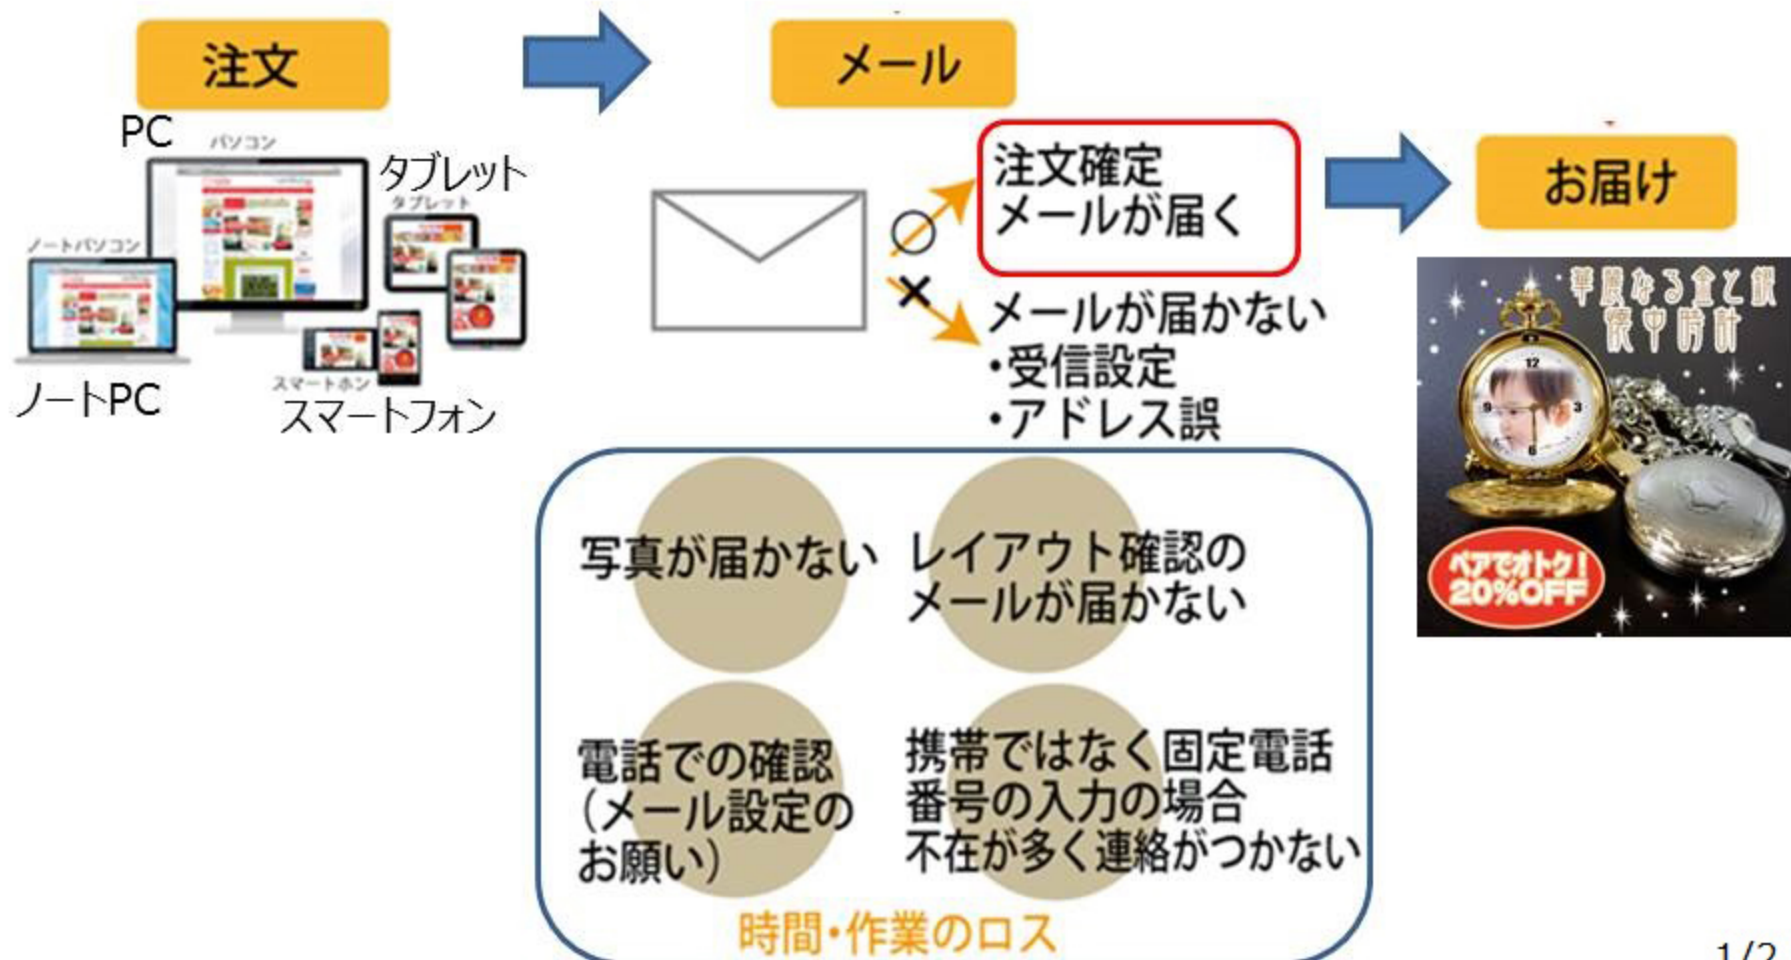 注文
メール
お届け
PC
パソコン
タブレット
タブレット
ノートパソコン
ノートPC
スマートホン
スマートフォン
注文確定
メールが届く
メールが届かない
・受信設定
・アドレス誤
華麗なる金と銀
懐中時計
12
3
6
9
ペアでオトク!
20%OFF
写真が届かない
レイアウト確認の
メールが届かない
電話での確認
(メール設定の
お願い)
携帯ではなく固定電話
番号の入力の場合
不在が多く連絡がつかない
時間・作業のロス
1/2